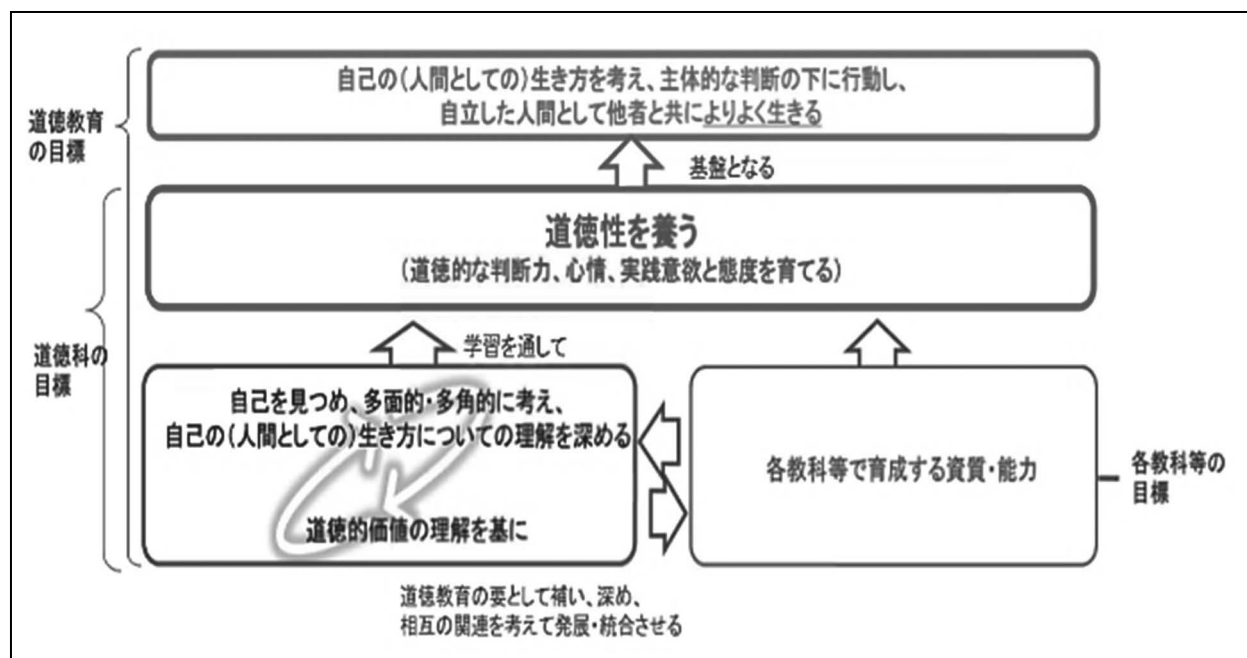 自己の(人間としての)生き方を考え、主体的な判断の下に行動し、
自立した人間として他者と共によりよく生きる
道徳教育
の目標
基盤となる
道徳性を養う
(道徳的な判断力、心情、実践意欲と態度を育てる)
道徳科の
目標
学習を通して
自己を見つめ、多面的・多角的に考え、
自己の(人間としての)生き方についての理解を深める
道徳的価値の理解を基に
各教科等で育成する資質・能力
各教科等の
目標
道徳教育の要として補い、深め、
相互の関連を考えて発展・統合させる